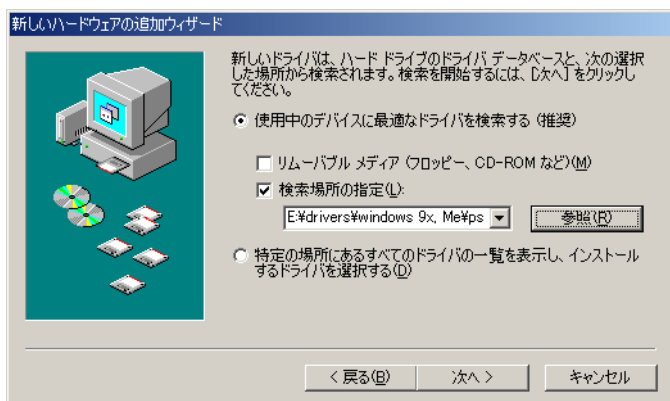 新しいハードウェアの追加ウィザード
新しいドライバは、ハード ドライブのドライバ データベースと、次の選択
した場所から検索されます。検索を開始するには、[次へ] をクリックし
てください。
使用中のデバイスに最適なドライバを検索する (推奨)
リムーバブル メディア (フロッピー、CD-ROM など)(M)
検索場所の指定(L):
E:¥drivers¥windows 9x, Me¥ps
参照(R)
特定の場所にあるすべてのドライバの一覧を表示し、インストール
するドライバを選択する(D)
< 戻る(B)
次へ >
キャンセル